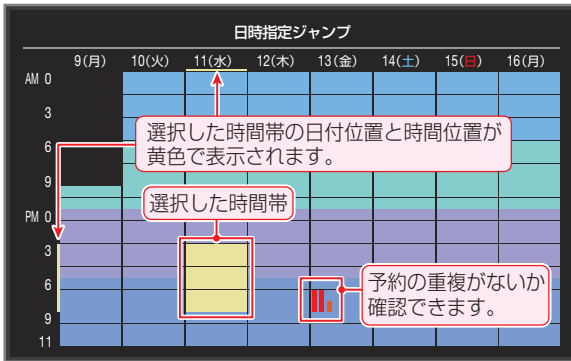 日時指定ジャンプ
9(月) 10(火) 11(水) 12(木) 13(金) 14(土) 15(日) 16(月)
AM 0
3
選択した時間帯の日付位置と時間位置が
黄色で表示されます。
6
9
選択した時間帯
PM 0
3
6
予約の重複がないか
確認できます。
9
11